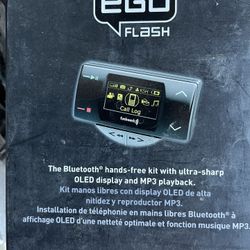 eGO
FLASH
Call Log
The Bluetooth® hands-free kit with ultra-sharp
OLED display and MP3 playback.
Kit manos libres con display OLED de alta
nitidez y reproductor MP3.
Installation de téléphonie en mains libres Bluetooth® à
affichage OLED d'une netteté optimale et fonction musique MP3